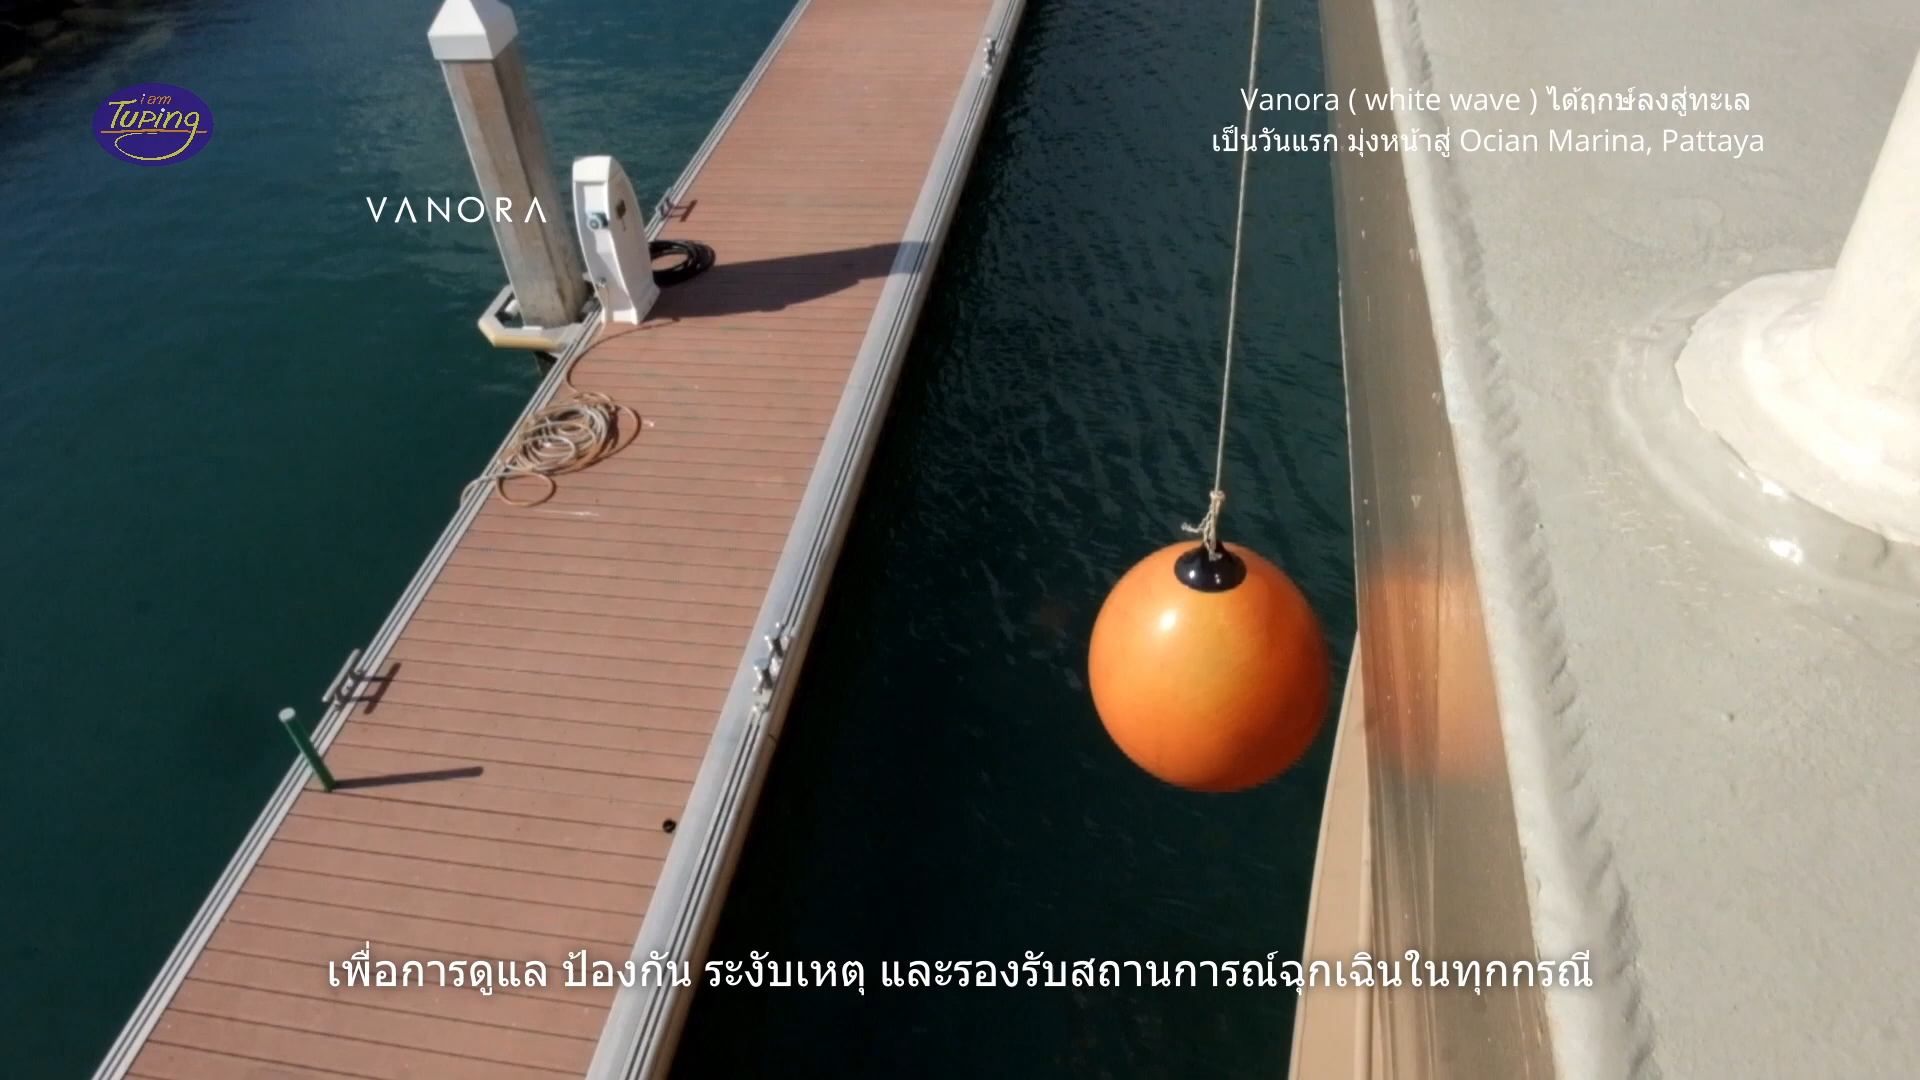 i am
Tuping
Vanora ( white wave ) ได้ฤกษ์ลงสู่ทะเล
เป็นวันแรก มุ่งหน้าสู่ Ocian Marina, Pattaya
VANORA
เพื่อการดูแล ป้องกัน ระงับเหตุ และรองรับสถานการณ์ฉุกเฉินในทุกกรณี